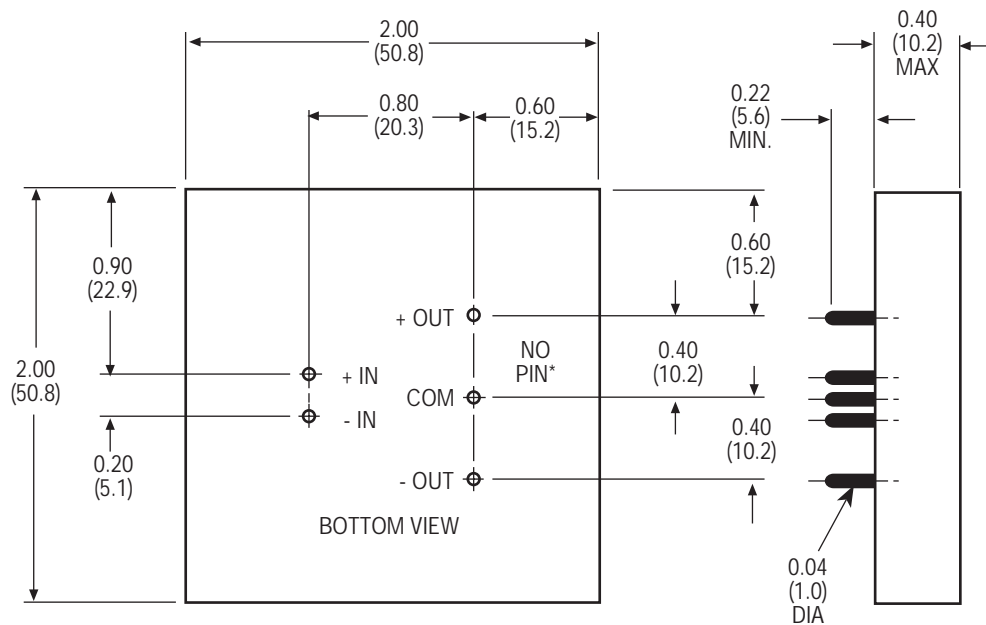 2.00
(50.8)
0.80
(20.3)
0.60
(15.2)
0.40
(10.2)
MAX
0.22
(5.6)
MIN.
0.90
(22.9)
0.60
(15.2)
+ OUT
NO
PIN*
0.40
(10.2)
2.00
(50.8)
+ IN
COM
- IN
0.40
(10.2)
0.20
(5.1)
- OUT
BOTTOM VIEW
0.04
(1.0)
DIA